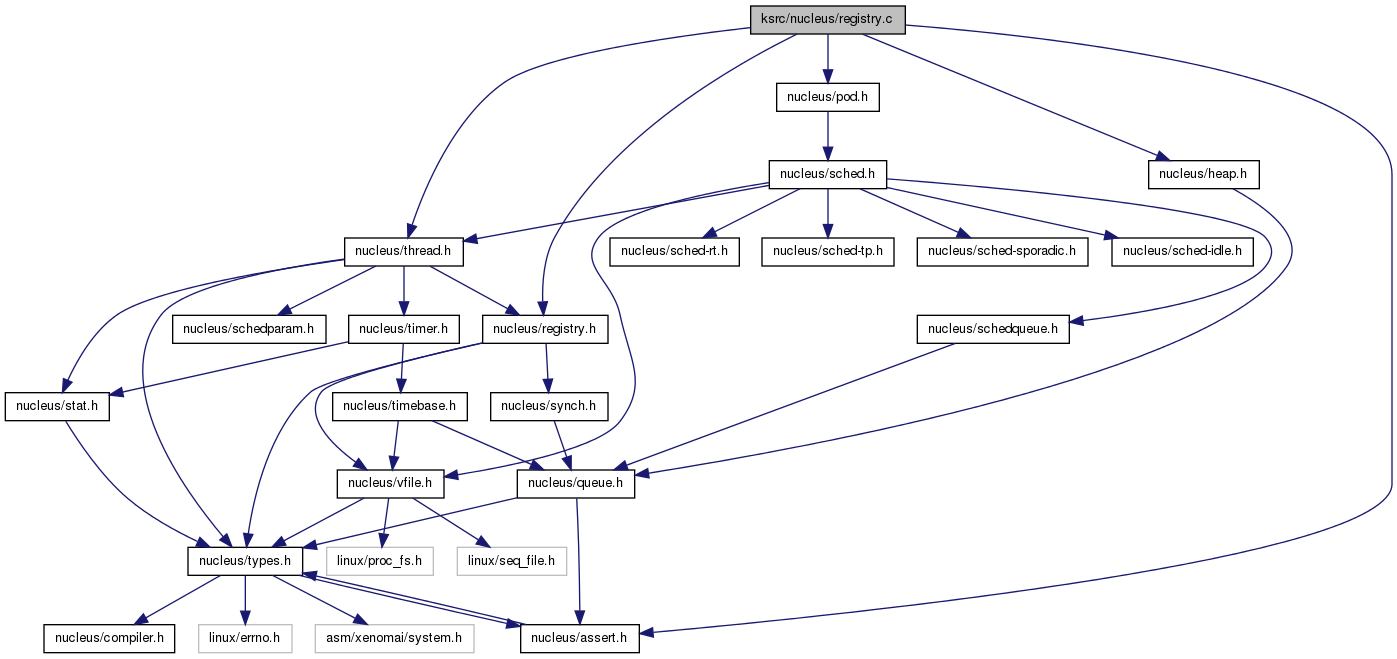 ksrc/nucleus/registry.c
nucleus/pod.h
nucleus/sched.h
nucleus/heap.h
nucleus/thread.h
nucleus/sched-rt.h
nucleus/sched-tp.h
nucleus/sched-sporadic.h
nucleus/sched-idle.h
nucleus/schedparam.h
nucleus/timer.h
nucleus/registry.h
nucleus/schedqueue.h
nucleus/stat.h
nucleus/timebase.h
nucleus/synch.h
nucleus/vfile.h
nucleus/queue.h
nucleus/types.h
linux/proc_fs.h
linux/seq_file.h
nucleus/compiler.h
linux/errno.h
asm/xenomai/system.h
nucleus/assert.h